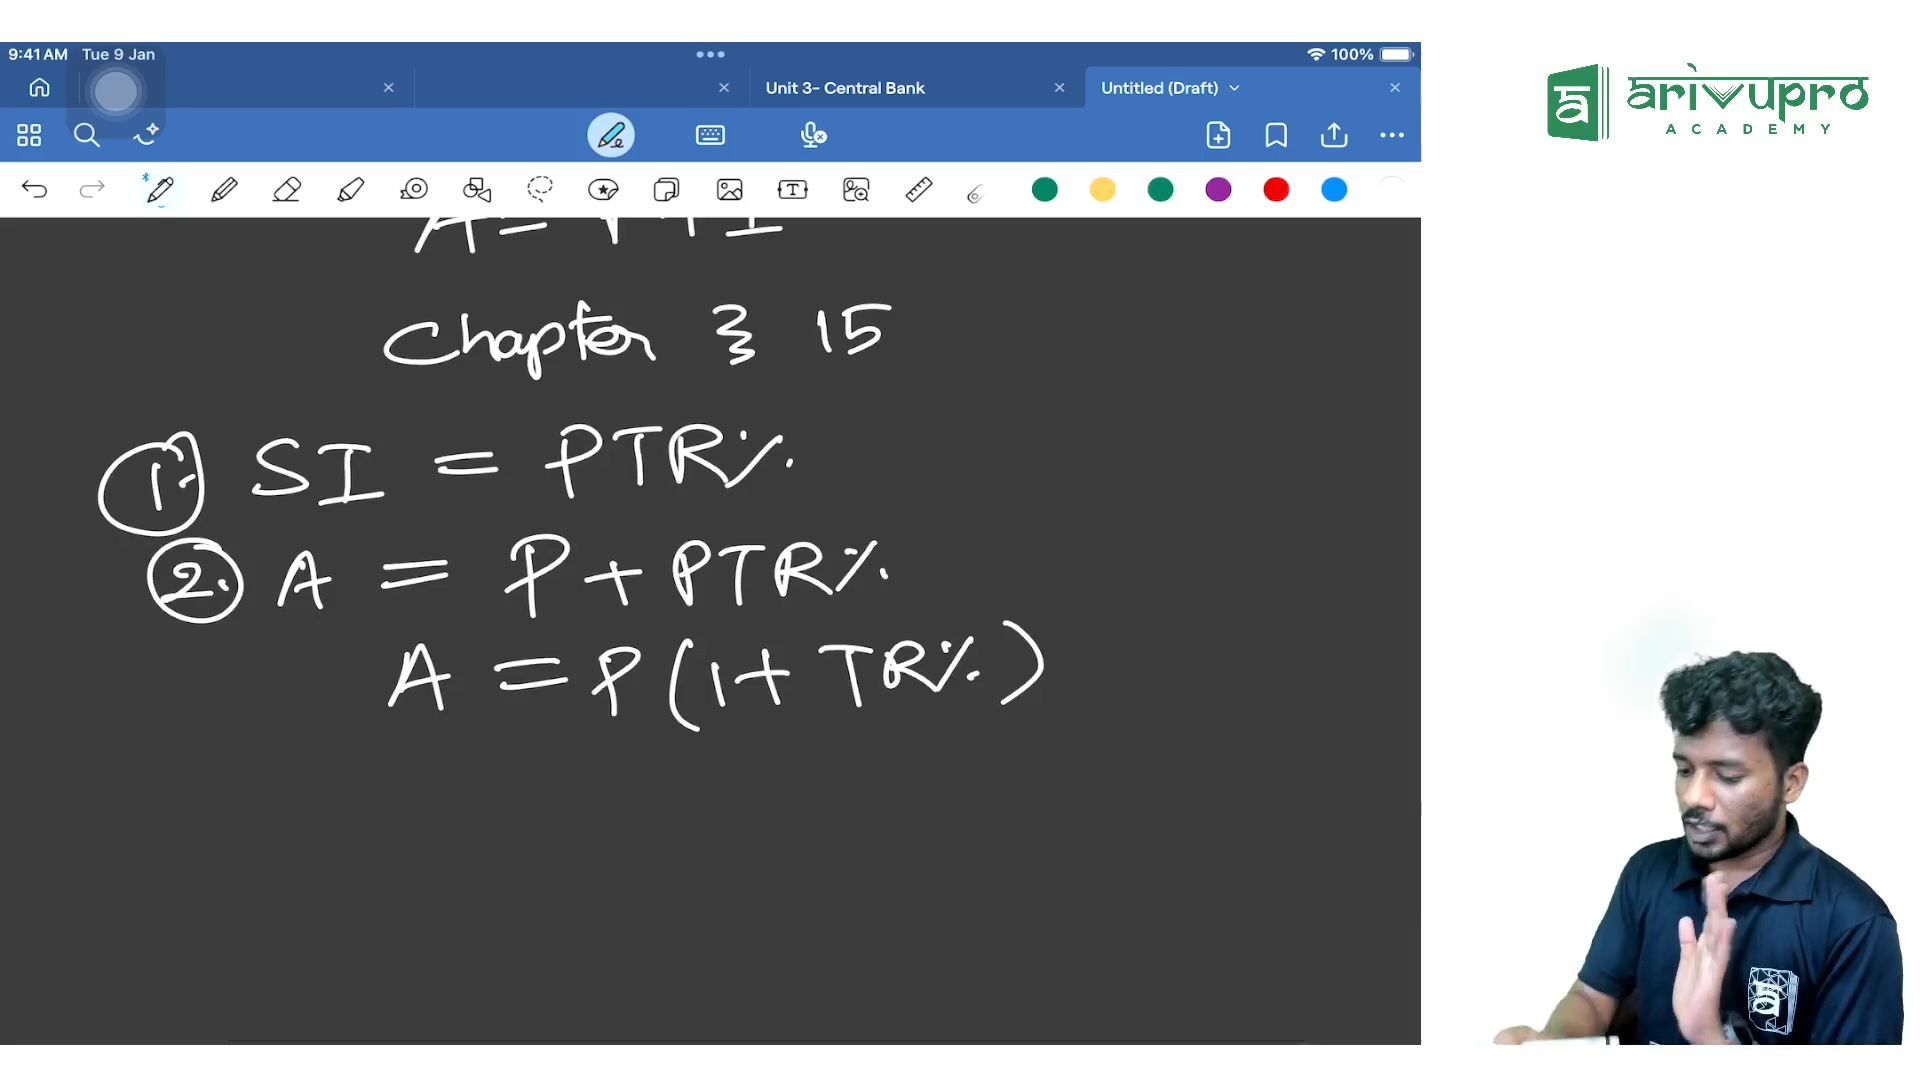 9:41 AM Tue 9 Jan
100%
Unit 3- Central Bank
Untitled (Draft)
arivupro
ACADEMY
A = P + I
Chapter } 15
1. SI = PTR%
2. A = P + PTR%
A = P (1 + TR%)